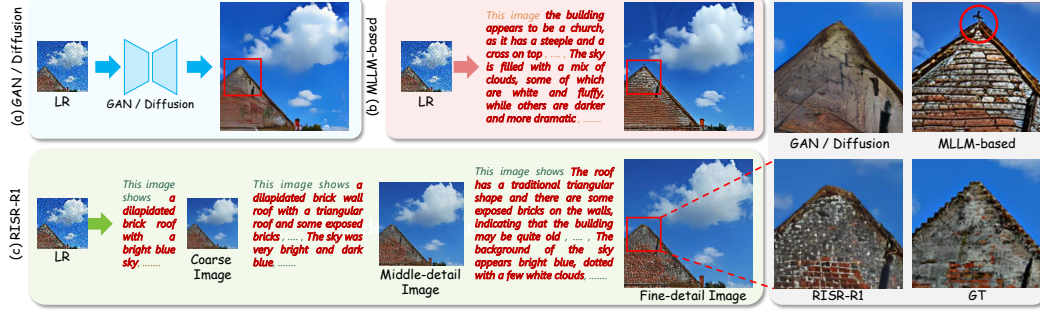 (a)GAN / Diffusion
LR
GAN / Diffusion
(b) MLLM-based
LR
This image the building
appears to be a church,
as it has a steeple and a
cross on top .... , The sky
is filled with a mix of
clouds, some of which
are white and fluffy,
while others are darker
and more dramatic ........
GAN / Diffusion
MLLM-based
(c) RISR-R1
LR
This image
shows a
dilapidated
brick roof
with a
bright blue
sky ........
Coarse
Image
This image shows a
dilapidated brick wall
roof with a triangular
roof and some exposed
bricks , .... , The sky was
very bright and dark
blue, .......
Middle-detail
Image
This image shows The roof
has a traditional triangular
shape and there are some
exposed bricks on the walls,
indicating that the building
may be quite old , .... , The
background of the sky
appears bright blue, dotted
with a few white clouds, .......
Fine-detail Image
RISR-R1
GT